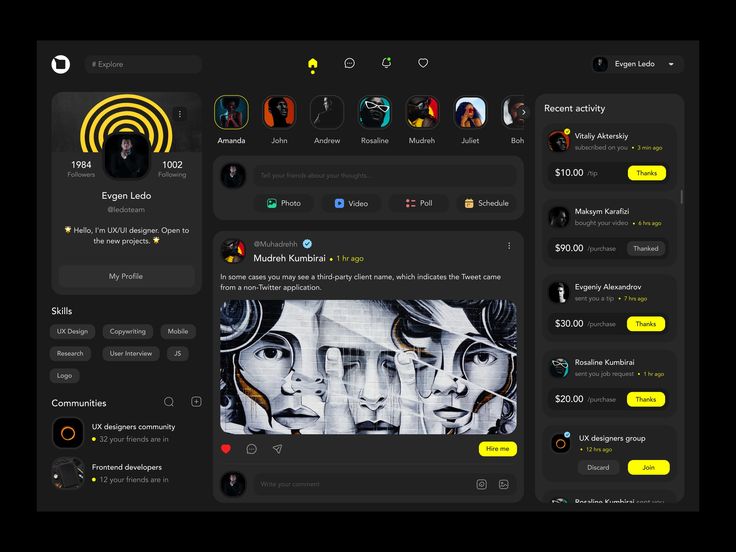 # Explore
Evgen Ledo
1984
Followers
1002
Following
Evgen Ledo
@ledoteam
Hello, I'm UX/UI designer. Open to
the new projects.
My Profile
Skills
UX Design
Copywriting
Mobile
Research
User Interview
JS
Logo
Communities
UX designers community
32 your friends are in
Frontend developers
12 your friends are in
Amanda
John
Andrew
Rosaline
Mudreh
Juliet
Boh
Tell your friends about your thoughts...
Photo
Video
Poll
Schedule
@Muhadrehh
Mudreh Kumbirai • 1 hr ago
In some cases you may see a third-party client name, which indicates the Tweet came
from a non-Twitter application.
Hire me
Write your comment
Recent activity
Vitaliy Akterskiy
subscribed on you • 3 min ago
$10.00 /tip
Thanks
Maksym Karafizi
bought your video • 6 hrs ago
$90.00 /purchase
Thanked
Evgeniy Alexandrov
sent you a tip • 7 hrs ago
$30.00 /purchase
Thanks
Rosaline Kumbirai
sent you job request • 1 hr ago
$20.00 /purchase
Thanks
UX designers group
• 12 hrs ago
Discard
Join
Rosaline Kumbirai sent you